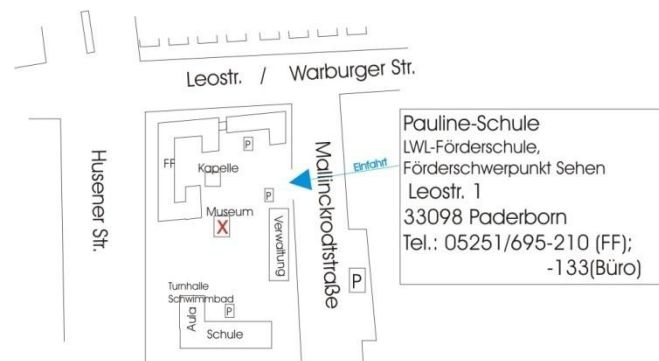 Leostr. / Warburger Str.
Husener Str.
Mallinckrodtstraße
FF
Kapelle
P
P
Museum
X
Verwaltung
Einfahrt
Turnhalle
Schwimmbad
Aula
P
Schule
P
Pauline-Schule
LWL-Förderschule,
Förderschwerpunkt Sehen
Leostr. 1
33098 Paderborn
Tel.: 05251/695-210 (FF);
-133(Büro)